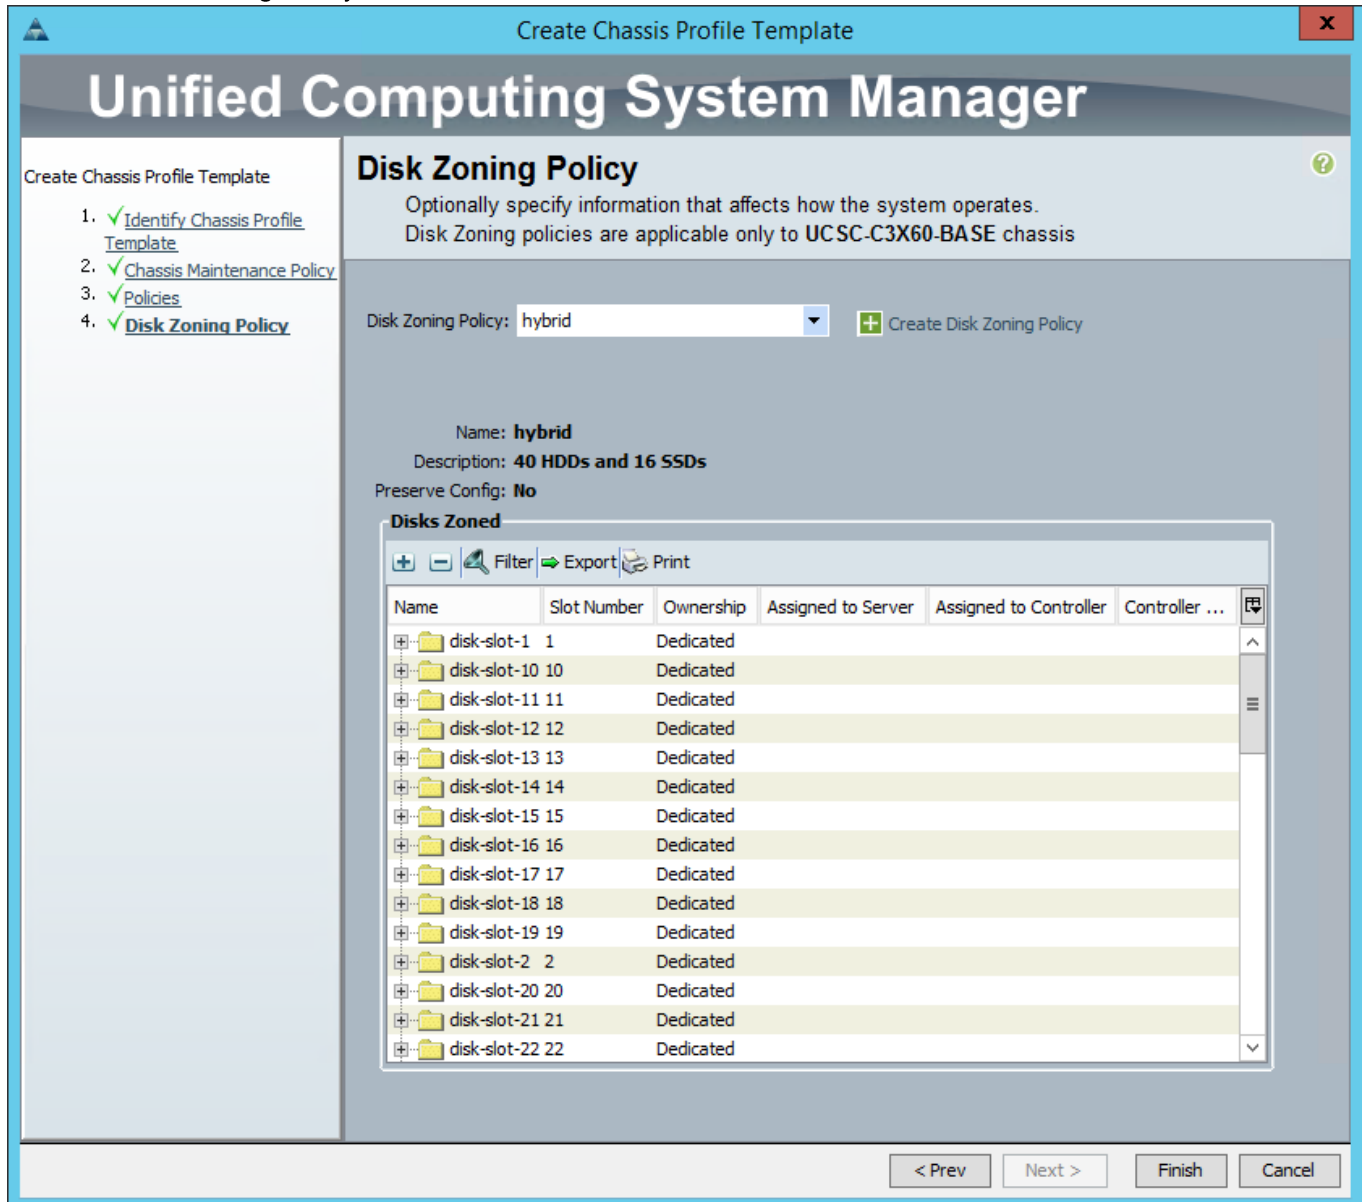 Create Chassis Profile Template
X
Unified Computing System Manager
Create Chassis Profile Template
1. Identify Chassis Profile
Template
2. Chassis Maintenance Policy
3. Policies
4. Disk Zoning Policy
Disk Zoning Policy
?
Optionally specify information that affects how the system operates.
Disk Zoning policies are applicable only to UCSC-C3X60-BASE chassis
Disk Zoning Policy: hybrid Create Disk Zoning Policy
Name: hybrid
Description: 40 HDDs and 16 SSDs
Preserve Config: No
Disks Zoned
Filter Export Print
Name Slot Number Ownership Assigned to Server Assigned to Controller Controller ...
disk-slot-1 1 Dedicated
disk-slot-10 10 Dedicated
disk-slot-11 11 Dedicated
disk-slot-12 12 Dedicated
disk-slot-13 13 Dedicated
disk-slot-14 14 Dedicated
disk-slot-15 15 Dedicated
disk-slot-16 16 Dedicated
disk-slot-17 17 Dedicated
disk-slot-18 18 Dedicated
disk-slot-19 19 Dedicated
disk-slot-2 2 Dedicated
disk-slot-20 20 Dedicated
disk-slot-21 21 Dedicated
disk-slot-22 22 Dedicated
< Prev Next > Finish Cancel